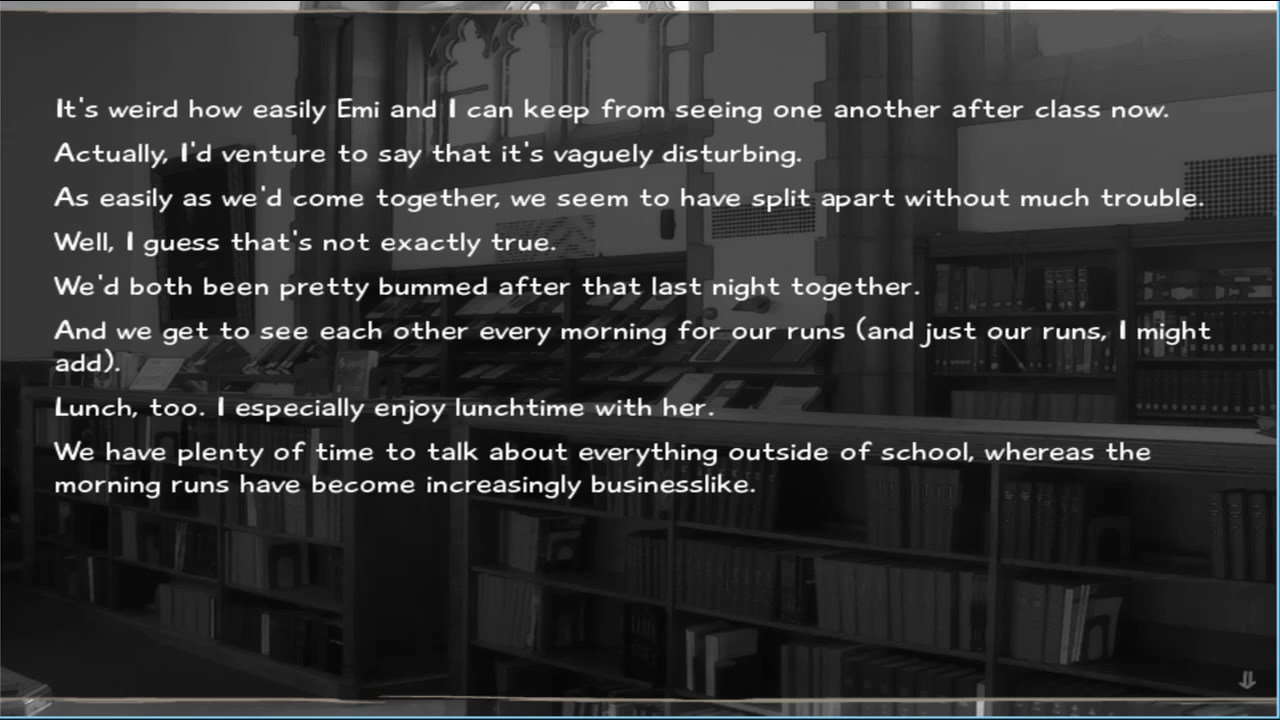 It's weird how easily Emi and I can keep from seeing one another after class now.
Actually, I'd venture to say that it's vaguely disturbing.
As easily as we'd come together, we seem to have split apart without much trouble.
Well, I guess that's not exactly true.
We'd both been pretty bummed after that last night together.
And we get to see each other every morning for our runs (and just our runs, I might
add).
Lunch, too. I especially enjoy lunchtime with her.
We have plenty of time to talk about everything outside of school, whereas the
morning runs have become increasingly businesslike.